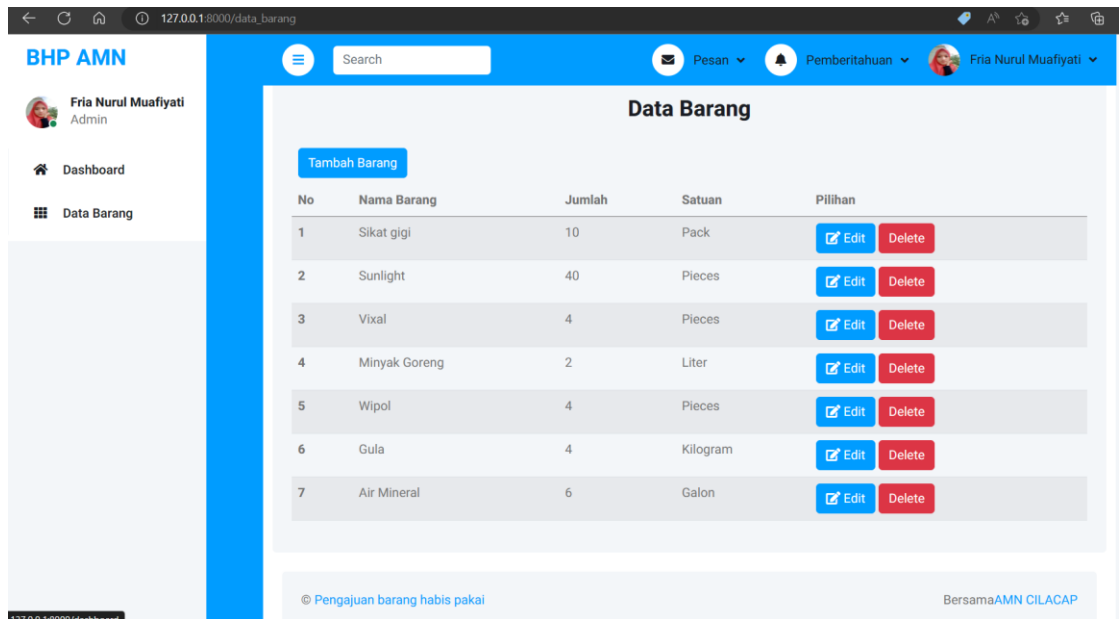 127.0.0.1:8000/data_barang
BHP AMN
Search
Pesan
Pemberitahuan
Fria Nurul Muafiyati
Fria Nurul Muafiyati
Admin
Dashboard
Data Barang
Data Barang
Tambah Barang
No Nama Barang Jumlah Satuan Pilihan
1 Sikat gigi 10 Pack Edit Delete
2 Sunlight 40 Pieces Edit Delete
3 Vixal 4 Pieces Edit Delete
4 Minyak Goreng 2 Liter Edit Delete
5 Wipol 4 Pieces Edit Delete
6 Gula 4 Kilogram Edit Delete
7 Air Mineral 6 Galon Edit Delete
© Pengajuan barang habis pakai
BersamaAMN CILACAP